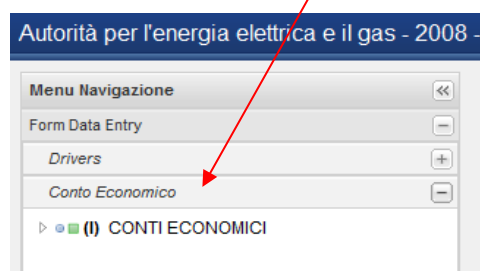 Autorità per l'energia elettrica e il gas - 2008 -
Menu Navigazione
Form Data Entry
Drivers
Conto Economico
(I) CONTI ECONOMICI